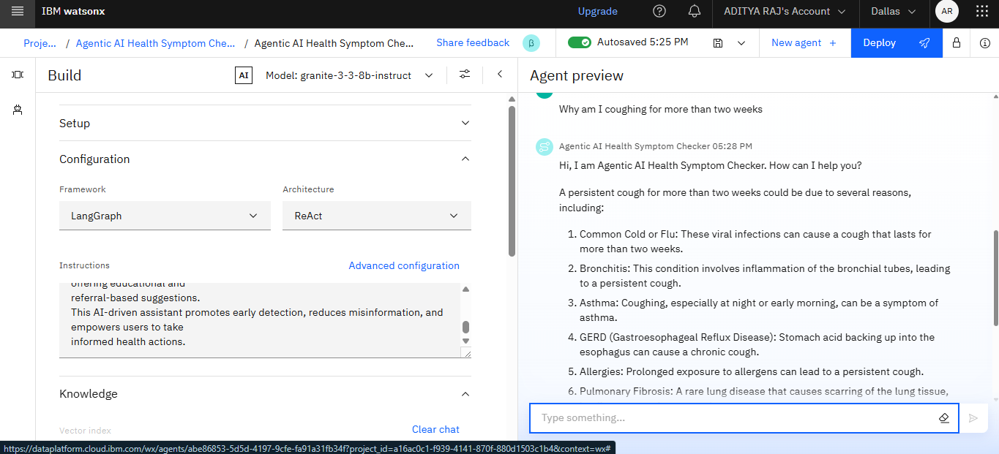 IBM watsonx
Upgrade
ADITYA RAJ's Account
Dallas
AR
Proje... / Agentic AI Health Symptom Che... / Agentic AI Health Symptom Che...
Share feedback
β
Autosaved 5:25 PM
New agent +
Deploy
Build
AI
Model: granite-3-3-8b-instruct
Setup
Configuration
Framework
Architecture
LangGraph
ReAct
Instructions
Advanced configuration
offering educational and
referral-based suggestions.
This AI-driven assistant promotes early detection, reduces misinformation, and
empowers users to take
informed health actions.
Knowledge
Vector index
Clear chat
https://dataplatform.cloud.ibm.com/wx/agents/abe86853-5d5d-4197-9cfe-fa91a31fb34f?project_id=a16ac0c1-f939-4141-870f-880d1503c1b4&context=wx#
Agent preview
Why am I coughing for more than two weeks
Agentic AI Health Symptom Checker 05:28 PM
Hi, I am Agentic AI Health Symptom Checker. How can I help you?
A persistent cough for more than two weeks could be due to several reasons,
including:
1. Common Cold or Flu: These viral infections can cause a cough that lasts for
more than two weeks.
2. Bronchitis: This condition involves inflammation of the bronchial tubes, leading
to a persistent cough.
3. Asthma: Coughing, especially at night or early morning, can be a symptom of
asthma.
4. GERD (Gastroesophageal Reflux Disease): Stomach acid backing up into the
esophagus can cause a chronic cough.
5. Allergies: Prolonged exposure to allergens can lead to a persistent cough.
6. Pulmonary Fibrosis: A rare lung disease that causes scarring of the lung tissue,
Type something...